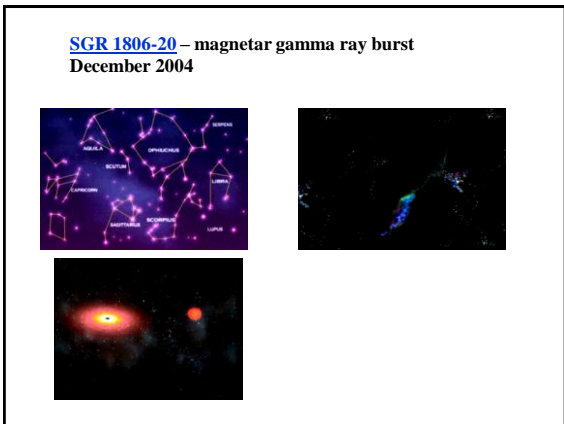 SGR 1806-20 – magnetar gamma ray burst
December 2004
SERPENS
AQUILA
OPHIUCHUS
SCUTUM
LIBRA
CAPRICORN
SCORPIUS
SAGITTARIUS
LUPUS